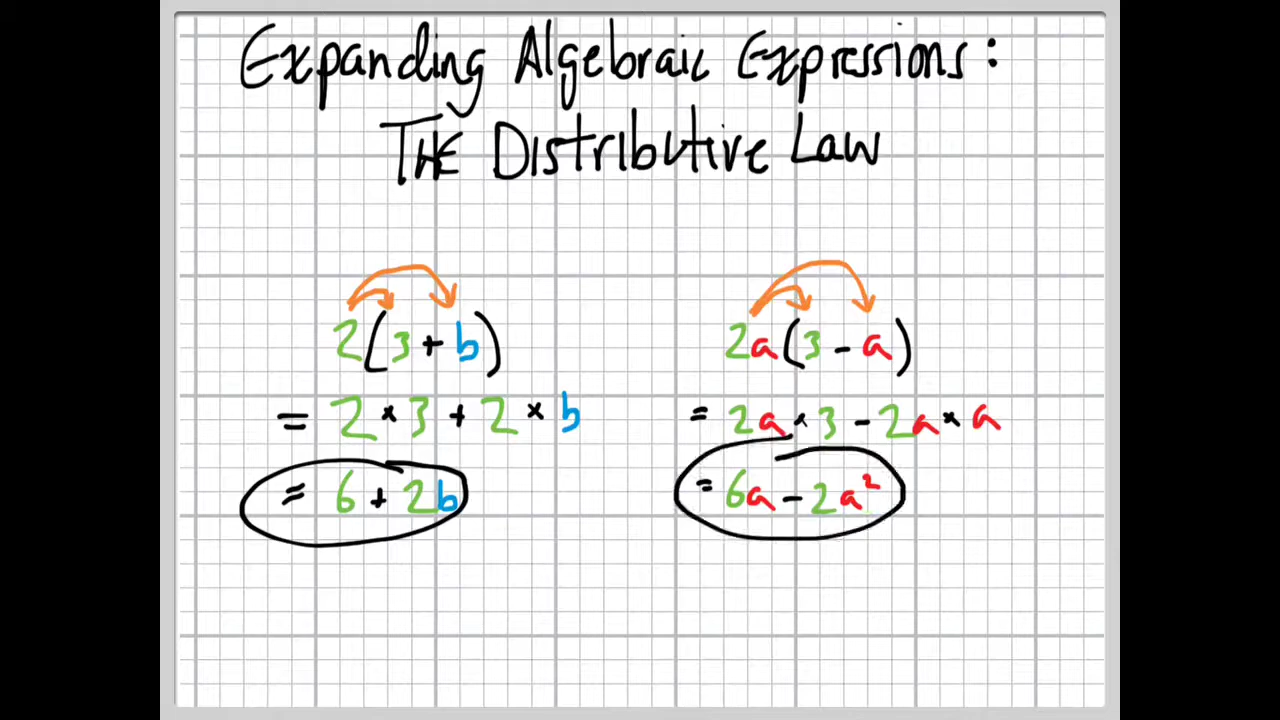 Expanding Algebraic Expressions:
THE Distributive Law
2(3 + b)
= 2 × 3 + 2 × b
= 6 + 2b
2a(3 - a)
= 2a × 3 - 2a × a
= 6a - 2a²